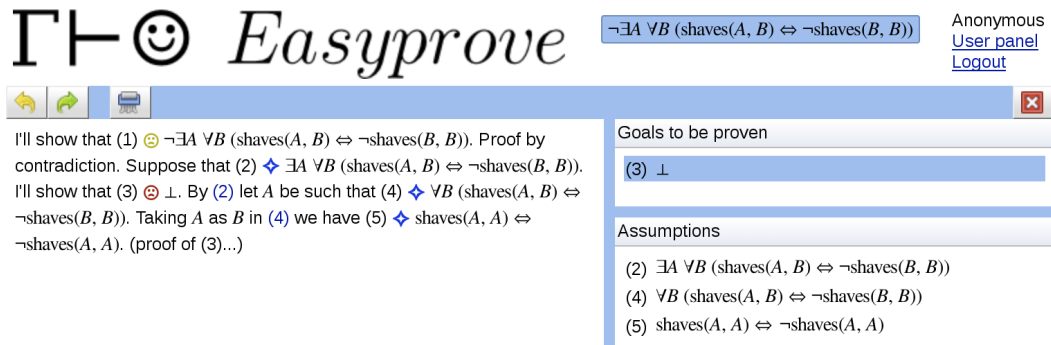 Γ⊢☺ Easyprove
¬∃A ∀B (shaves(A, B) ⇔ ¬shaves(B, B))
Anonymous
User panel
Logout
I'll show that (1) ☹ ¬∃A ∀B (shaves(A, B) ⇔ ¬shaves(B, B)). Proof by
contradiction. Suppose that (2) ✧ ∃A ∀B (shaves(A, B) ⇔ ¬shaves(B, B)).
I'll show that (3) ☹ ⊥. By (2) let A be such that (4) ✧ ∀B (shaves(A, B) ⇔
¬shaves(B, B)). Taking A as B in (4) we have (5) ✧ shaves(A, A) ⇔
¬shaves(A, A). (proof of (3)...)
Goals to be proven
(3) ⊥
Assumptions
(2) ∃A ∀B (shaves(A, B) ⇔ ¬shaves(B, B))
(4) ∀B (shaves(A, B) ⇔ ¬shaves(B, B))
(5) shaves(A, A) ⇔ ¬shaves(A, A)